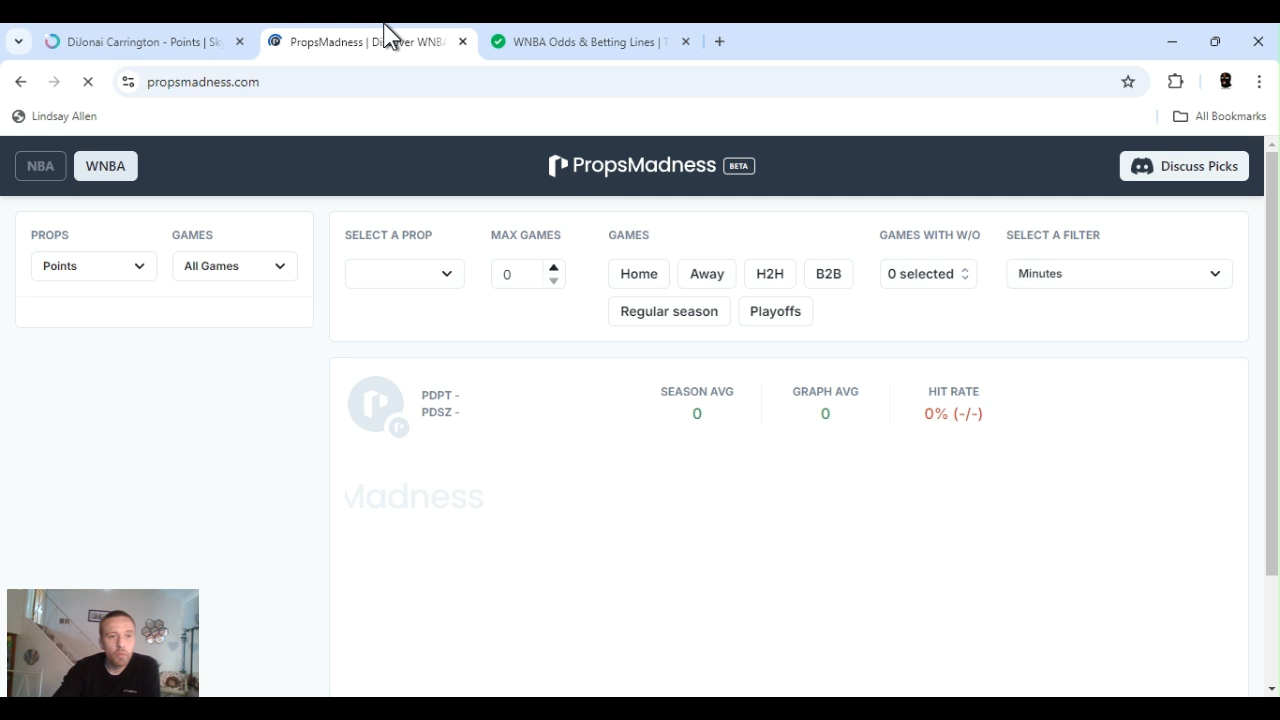 DiJonai Carrington - Points | Sk
PropsMadness | Discover WNBA
WNBA Odds & Betting Lines | T
propsmadness.com
Lindsay Allen
All Bookmarks
NBA
WNBA
PropsMadness BETA
Discuss Picks
PROPS
GAMES
Points
All Games
SELECT A PROP
MAX GAMES
GAMES
GAMES WITH W/O
SELECT A FILTER
0
Home
Away
H2H
B2B
0 selected
Minutes
Regular season
Playoffs
PDPT -
PDSZ -
SEASON AVG
0
GRAPH AVG
0
HIT RATE
0% (-/-)
Madness